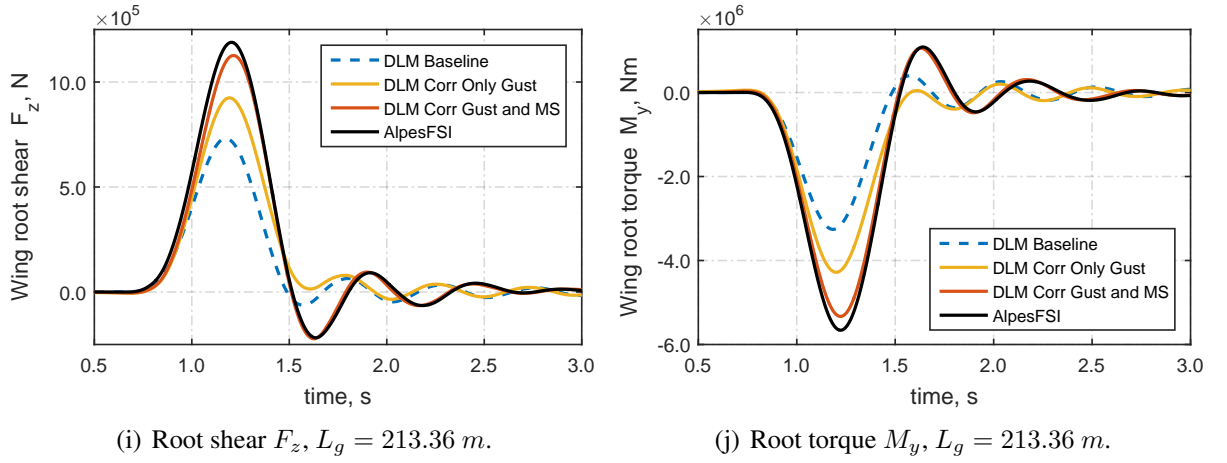 ×10⁵
10.0
5.0
0.0
Wing root shear F_z, N
DLM Baseline
DLM Corr Only Gust
DLM Corr Gust and MS
AlpesFSI
0.5 1.0 1.5 2.0 2.5 3.0
time, s
(i) Root shear F_z, L_g = 213.36 m.
×10⁶
0.0
-2.0
-4.0
-6.0
Wing root torque M_y, Nm
DLM Baseline
DLM Corr Only Gust
DLM Corr Gust and MS
AlpesFSI
0.5 1.0 1.5 2.0 2.5 3.0
time, s
(j) Root torque M_y, L_g = 213.36 m.